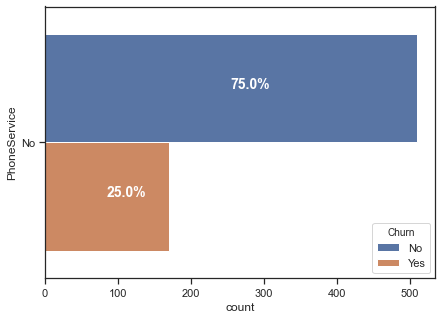 75.0%
PhoneService
No
25.0%
Churn
No
Yes
0 100 200 300 400 500
count